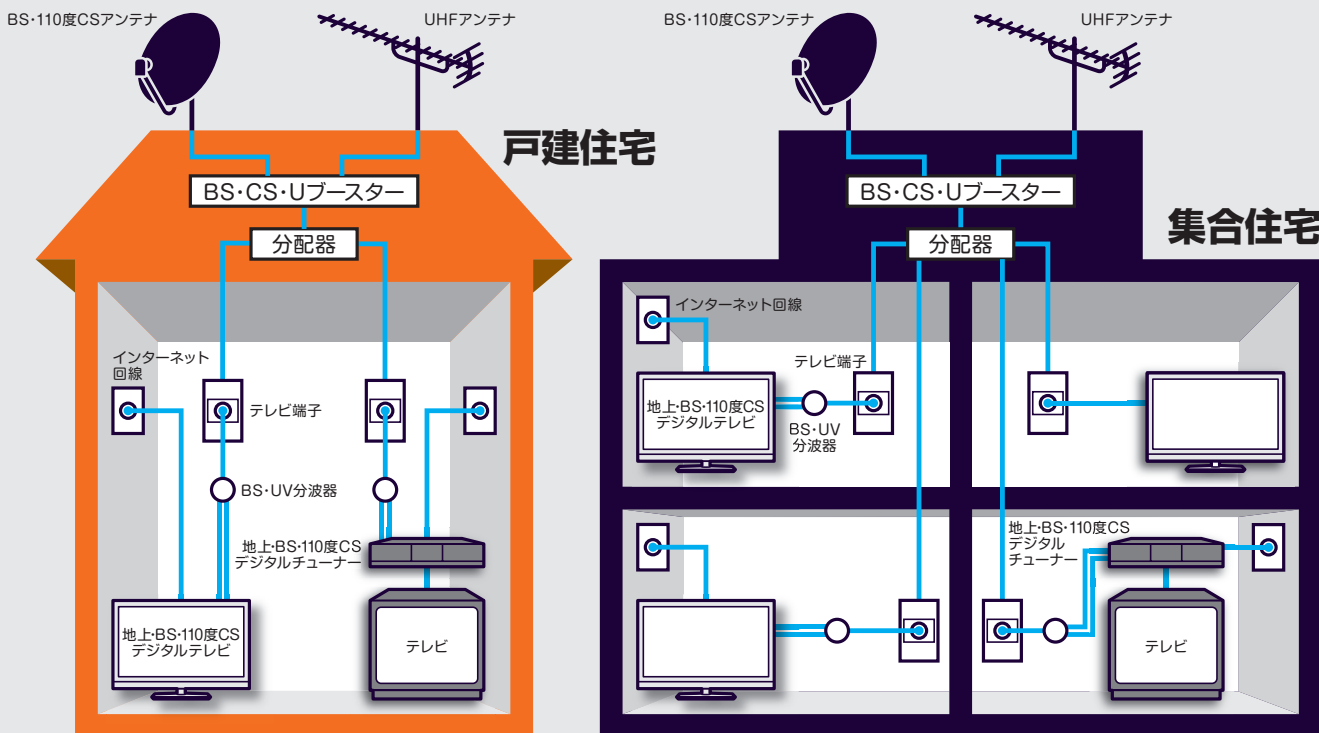 BS・110度CSアンテナ
UHFアンテナ
戸建住宅
BS・CS・Uブースター
分配器
インターネット
回線
テレビ端子
BS・UV分波器
地上・BS・110度CS
デジタルチューナー
地上・BS・110度CS
デジタルテレビ
テレビ
BS・110度CSアンテナ
UHFアンテナ
集合住宅
BS・CS・Uブースター
分配器
インターネット回線
テレビ端子
地上・BS・110度CS
デジタルテレビ
BS・UV
分波器
地上・BS・110度CS
デジタル
チューナー
テレビ